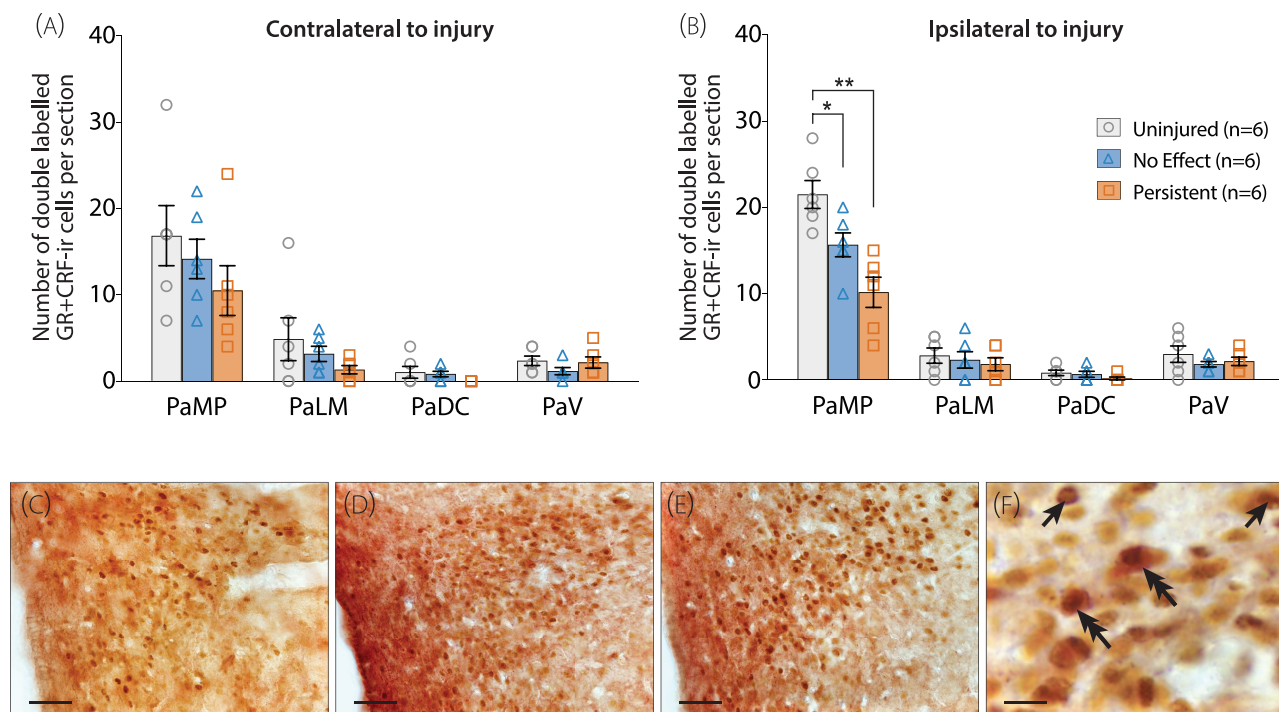 (A)
Contralateral to injury
Number of double labelled
GR+CRF-ir cells per section
40
30
20
10
0
PaMP
PaLM
PaDC
PaV
(B)
Ipsilateral to injury
Number of double labelled
GR+CRF-ir cells per section
40
30
20
10
0
**
*
PaMP
PaLM
PaDC
PaV
Uninjured (n=6)
No Effect (n=6)
Persistent (n=6)
(C)
(D)
(E)
(F)